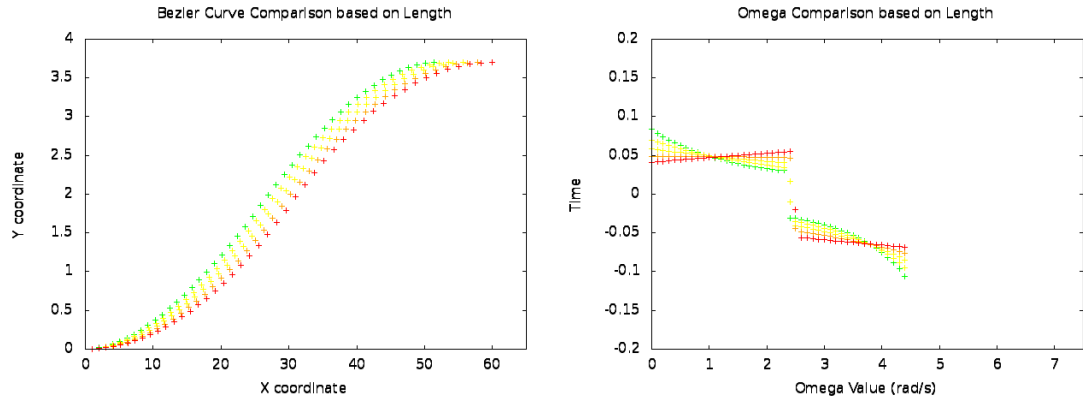 Bezier Curve Comparison based on Length
4
3.5
3
2.5
2
1.5
1
0.5
0
0 10 20 30 40 50 60
Y coordinate
X coordinate
Omega Comparison based on Length
0.2
0.15
0.1
0.05
0
-0.05
-0.1
-0.15
-0.2
0 1 2 3 4 5 6 7
Time
Omega Value (rad/s)